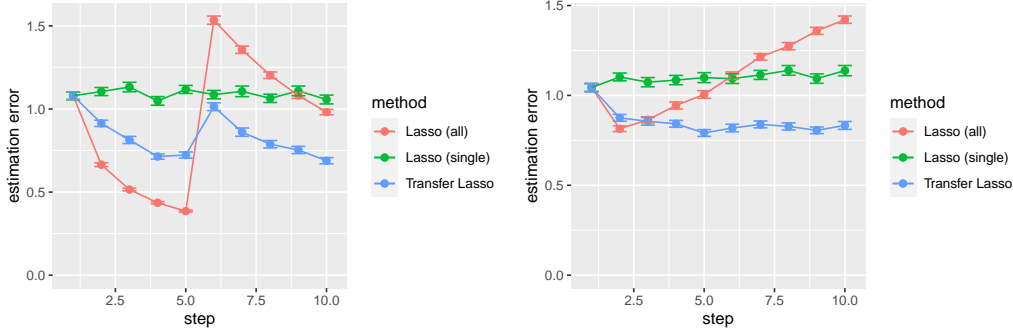 1.5
1.0
0.5
0.0
estimation error
2.5
5.0
7.5
10.0
step
method
Lasso (all)
Lasso (single)
Transfer Lasso
1.5
1.0
0.5
0.0
estimation error
2.5
5.0
7.5
10.0
step
method
Lasso (all)
Lasso (single)
Transfer Lasso